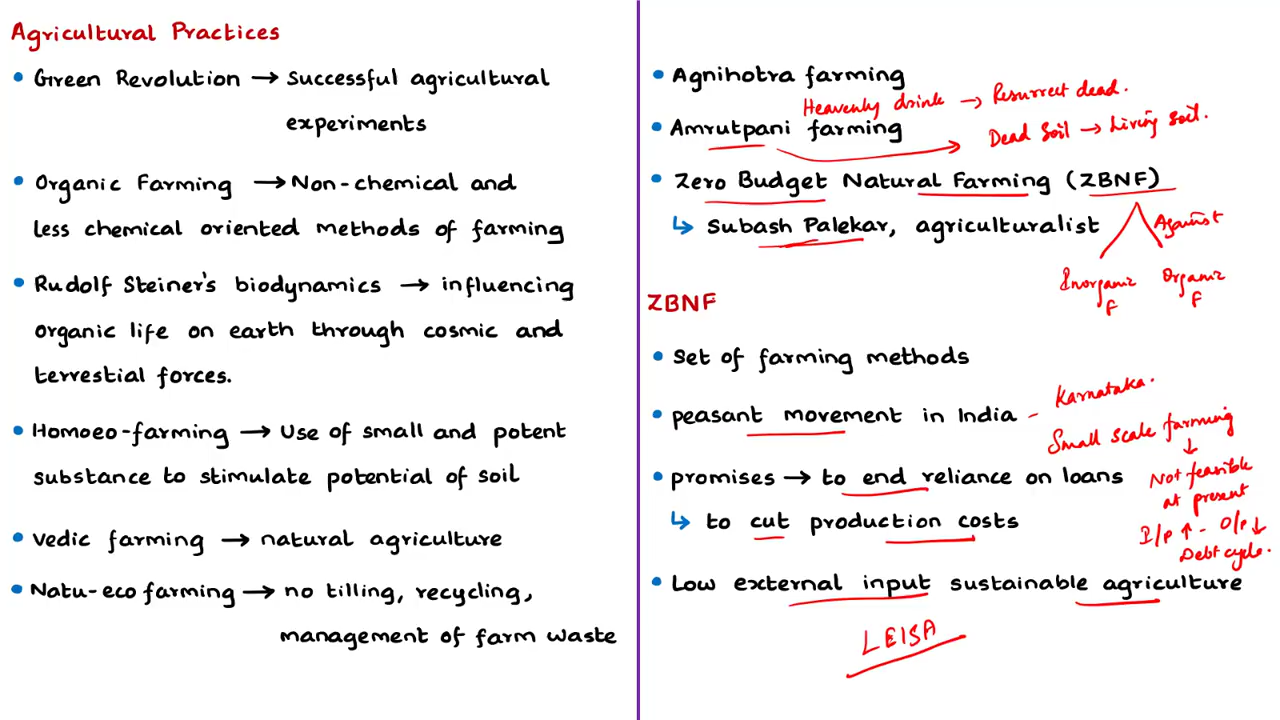 Agricultural Practices
• Green Revolution → Successful agricultural
experiments
• Organic Farming → Non-chemical and
less chemical oriented methods of farming
• Rudolf Steiner's biodynamics → influencing
organic life on earth through cosmic and
terrestial forces.
• Homoeo-farming → Use of small and potent
substance to stimulate potential of soil
• Vedic farming → natural agriculture
• Natu-eco farming → no tilling, recycling,
management of farm waste
• Agnihotra farming
Heavenly drink → Resurrect dead.
• Amrutpani farming
Dead Soil → Living Soil.
• Zero Budget Natural Farming (ZBNF)
↳ Subash Palekar, agriculturalist
Against
Inorganic F
Organic F
ZBNF
• Set of farming methods
• peasant movement in India - Karnataka.
Small scale farming
↓
Not feasible
at present
I/P ↑ - O/P ↓
Debt cycle.
• promises → to end reliance on loans
↳ to cut production costs
• Low external input sustainable agriculture
LEISA